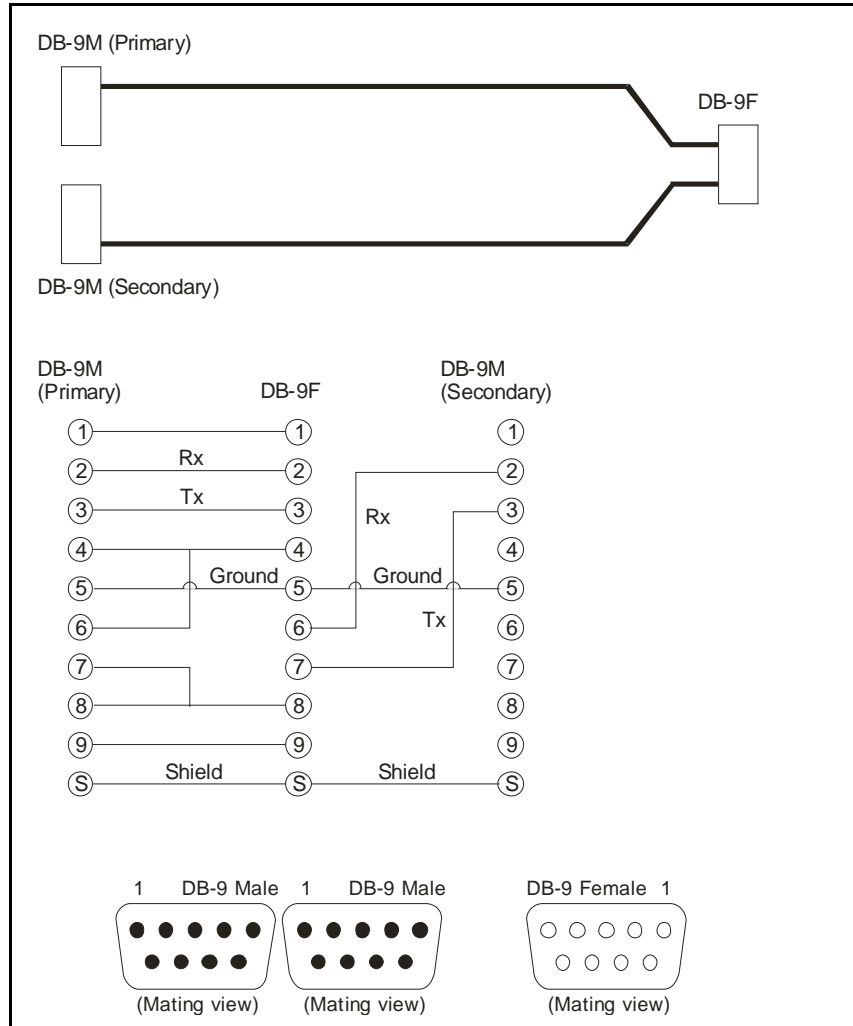 DB-9M (Primary)
DB-9F
DB-9M (Secondary)
DB-9M
(Primary)
DB-9F
DB-9M
(Secondary)
1 1 1
2 Rx 2 2
3 Tx 3 Rx 3
4 4 4
5 Ground 5 Ground 5
6 6 Tx 6
7 7 7
8 8 8
9 9 9
S Shield S Shield S
1 DB-9 Male 1 DB-9 Male DB-9 Female 1
(Mating view) (Mating view) (Mating view)